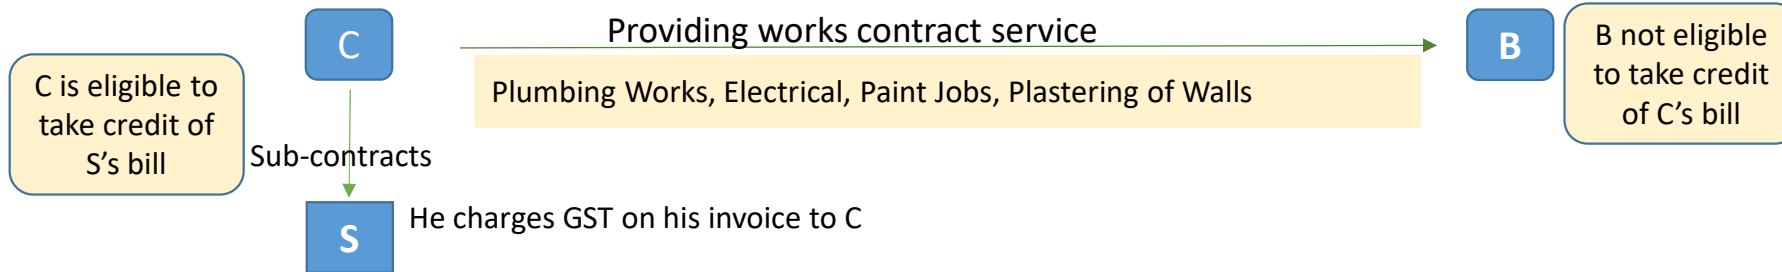 C
Providing works contract service
B
B not eligible
to take credit
of C’s bill
C is eligible to
take credit of
S’s bill
Plumbing Works, Electrical, Paint Jobs, Plastering of Walls
Sub-contracts
S
He charges GST on his invoice to C